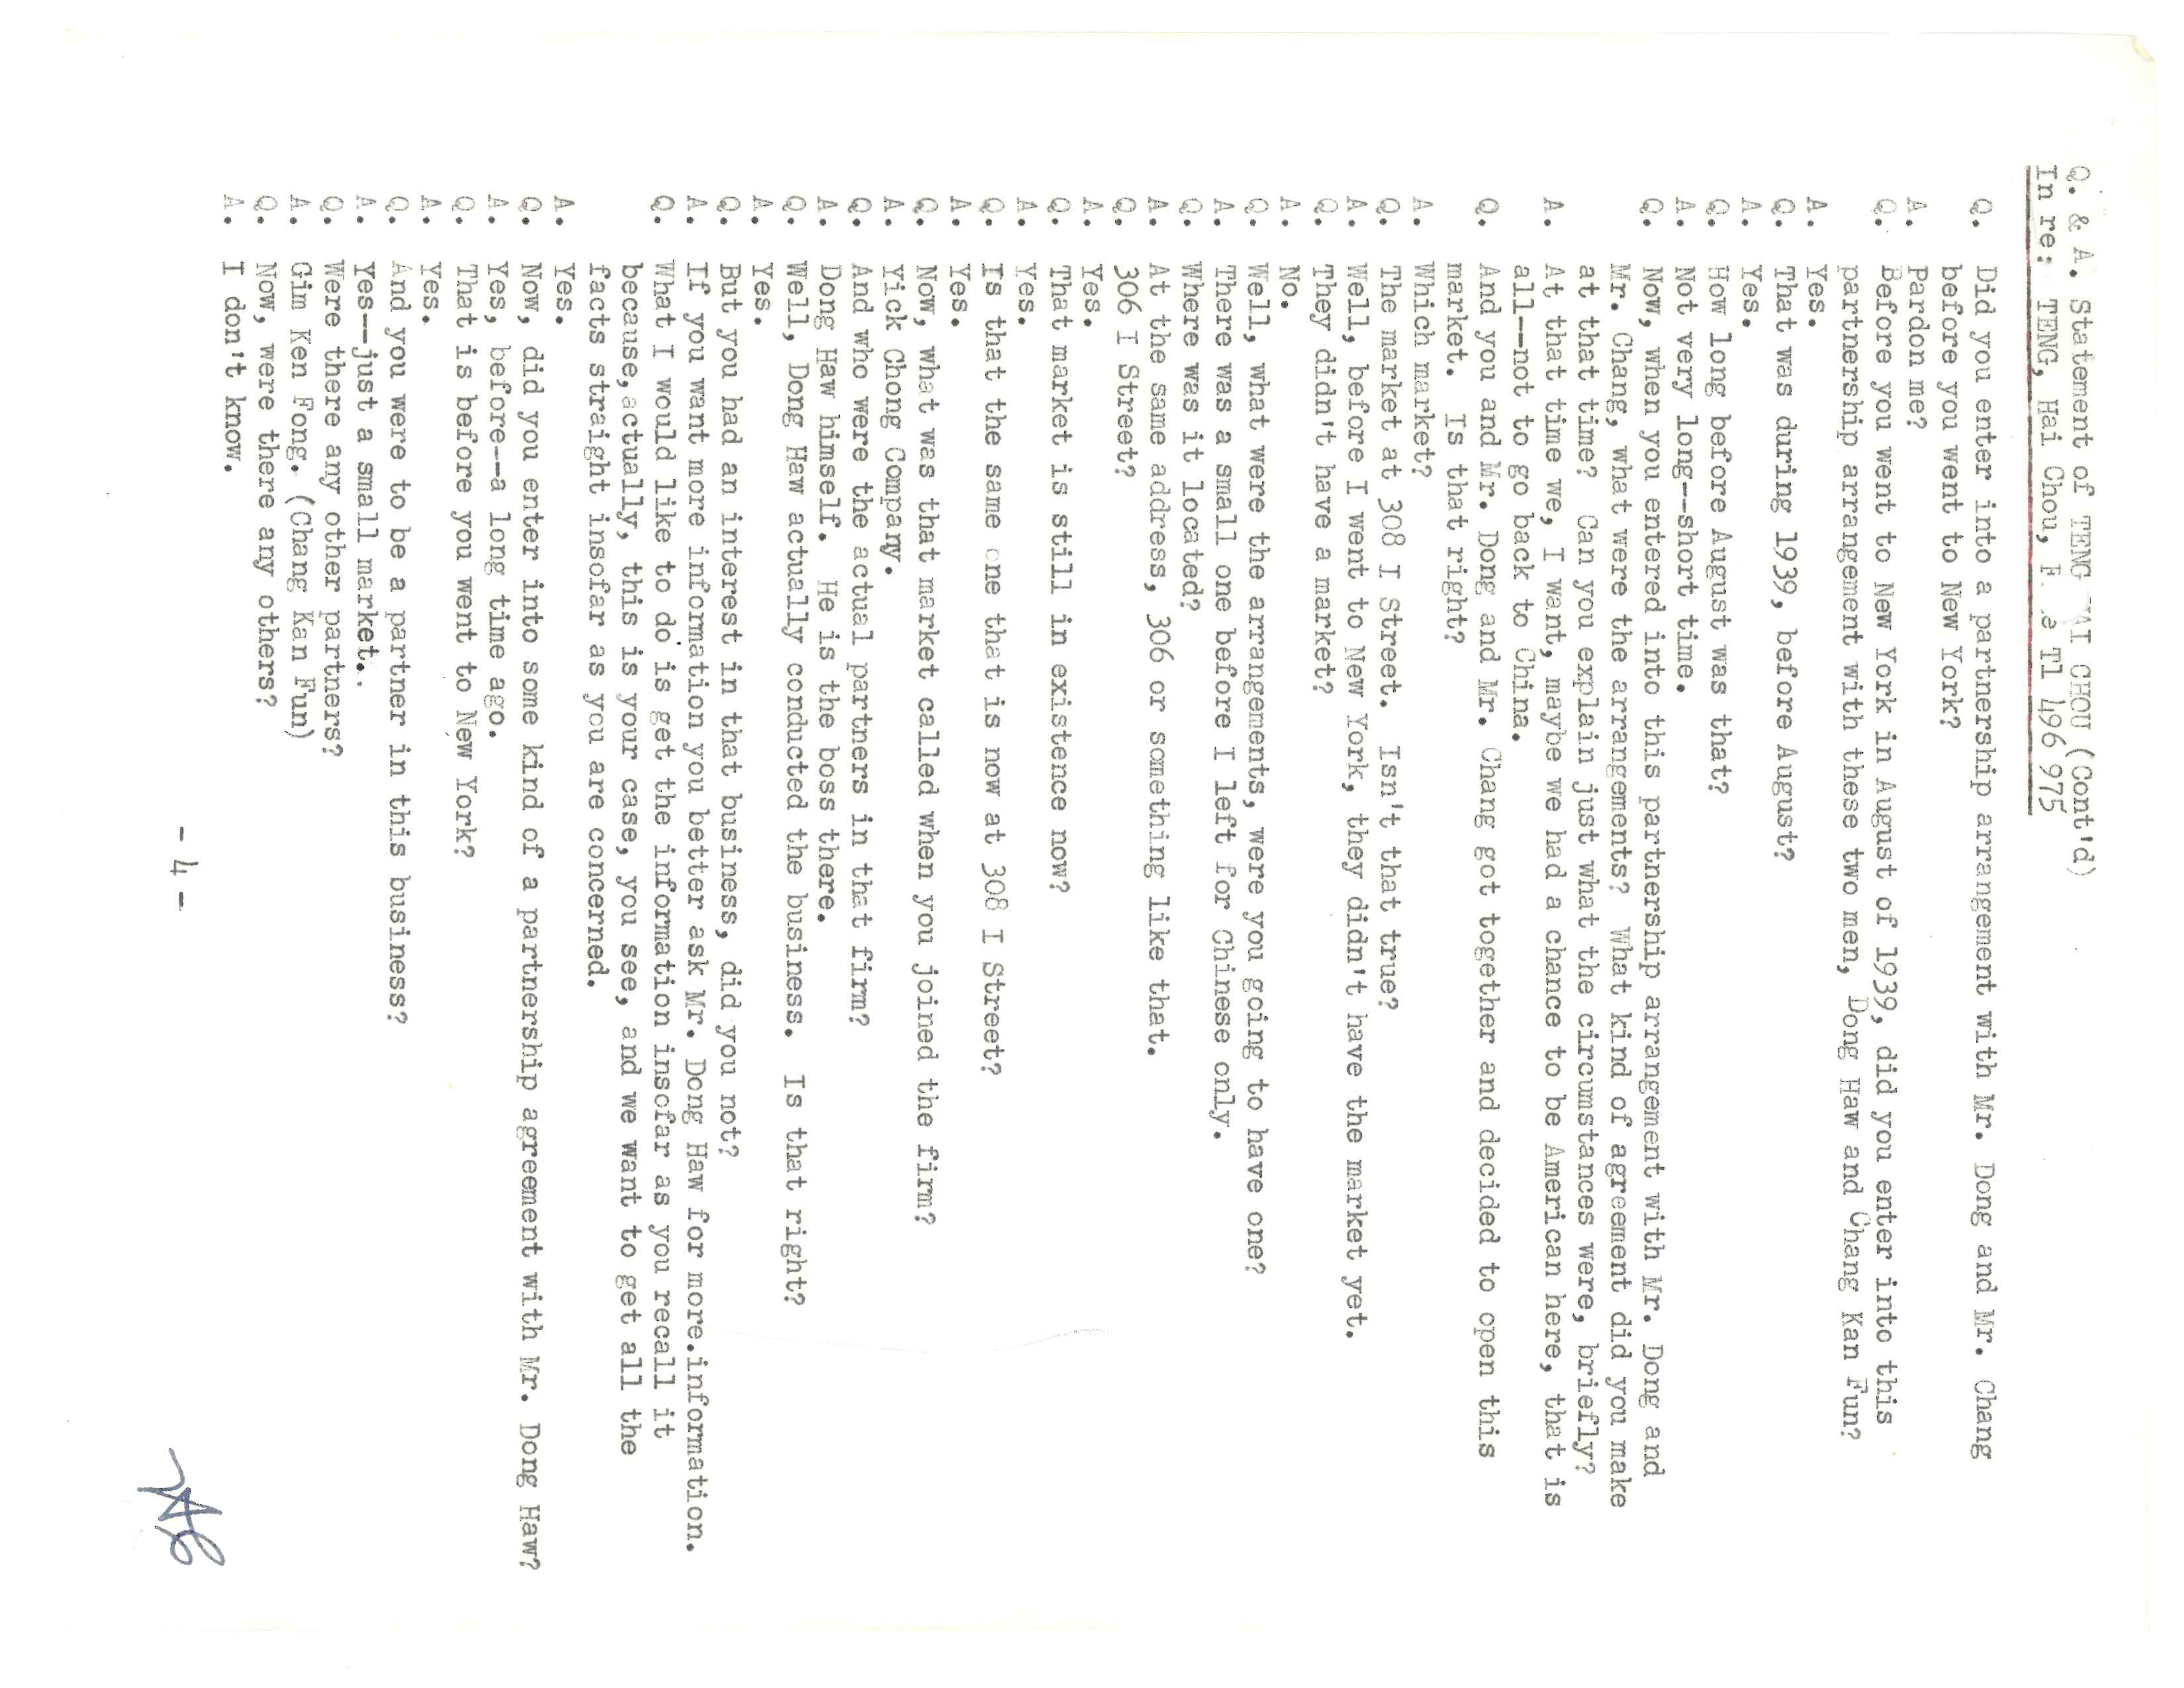 Q. & A. Statement of TENG AI CHOU (Cont'd)
In re: TENG, Hai Chou, T1 496 975
Q. Did you enter into a partnership arrangement with Mr. Dong and Mr. Chang
before you went to New York?
A. Pardon me?
Q. Before you went to New York in August of 1939, did you enter into this
partnership arrangement with these two men, Dong Haw and Chang Kan Fun?
A. Yes.
Q. That was during 1939, before August?
A. Yes.
Q. How long before August was that?
A. Not very long--short time.
Q. Now, when you entered into this partnership arrangement with Mr. Dong and
Mr. Chang, what were the arrangements? What kind of agreement did you make
at that time? Can you explain just what the circumstances were, briefly?
A. At that time we, I want, maybe we had a chance to be American here, that is
all--not to go back to China.
Q. And you and Mr. Dong and Mr. Chang got together and decided to open this
market. Is that right?
A. Which market?
Q. The market at 308 I Street. Isn't that true?
A. Well, before I went to New York, they didn't have the market yet.
Q. They didn't have a market?
A. No.
Q. Well, what were the arrangements, were you going to have one?
A. There was a small one before I left for Chinese only.
Q. Where was it located?
A. At the same address, 306 or something like that.
Q. 306 I Street?
A. Yes.
Q. That market is still in existence now?
A. Yes.
Q. Is that the same one that is now at 308 I Street?
A. Yes.
Q. Now, what was that market called when you joined the firm?
A. Yick Chong Company.
Q. And who were the actual partners in that firm?
A. Dong Haw himself. He is the boss there.
Q. Well, Dong Haw actually conducted the business. Is that right?
A. Yes.
Q. But you had an interest in that business, did you not?
A. If you want more information you better ask Mr. Dong Haw for more.information.
Q. What I would like to do is get the information insofar as you recall it
because, actually, this is your case, you see, and we want to get all the
facts straight insofar as you are concerned.
A. Yes.
Q. Now, did you enter into some kind of a partnership agreement with Mr. Dong Haw?
A. Yes, before--a long time ago.
Q. That is before you went to New York?
A. Yes.
Q. And you were to be a partner in this business?
A. Yes--just a small market..
Q. Were there any other partners?
A. Gim Ken Fong. (Chang Kan Fun)
Q. Now, were there any others?
A. I don't know.
- 4 -